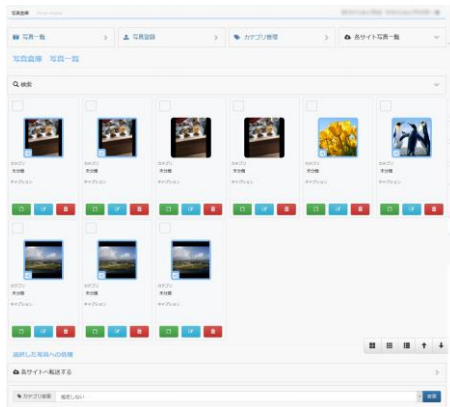 写真倉庫
写真一覧
写真登録
カテゴリ管理
各サイト写真一覧
写真倉庫 写真一覧
検索
カテゴリ
カテゴリ
カテゴリ
カテゴリ
カテゴリ
カテゴリ
未分類
未分類
未分類
未分類
未分類
未分類
キャプション
キャプション
キャプション
キャプション
キャプション
キャプション
カテゴリ
カテゴリ
カテゴリ
未分類
未分類
未分類
キャプション
キャプション
キャプション
選択した写真への処理
各サイトへ転送する
カテゴリ変更 指定しない